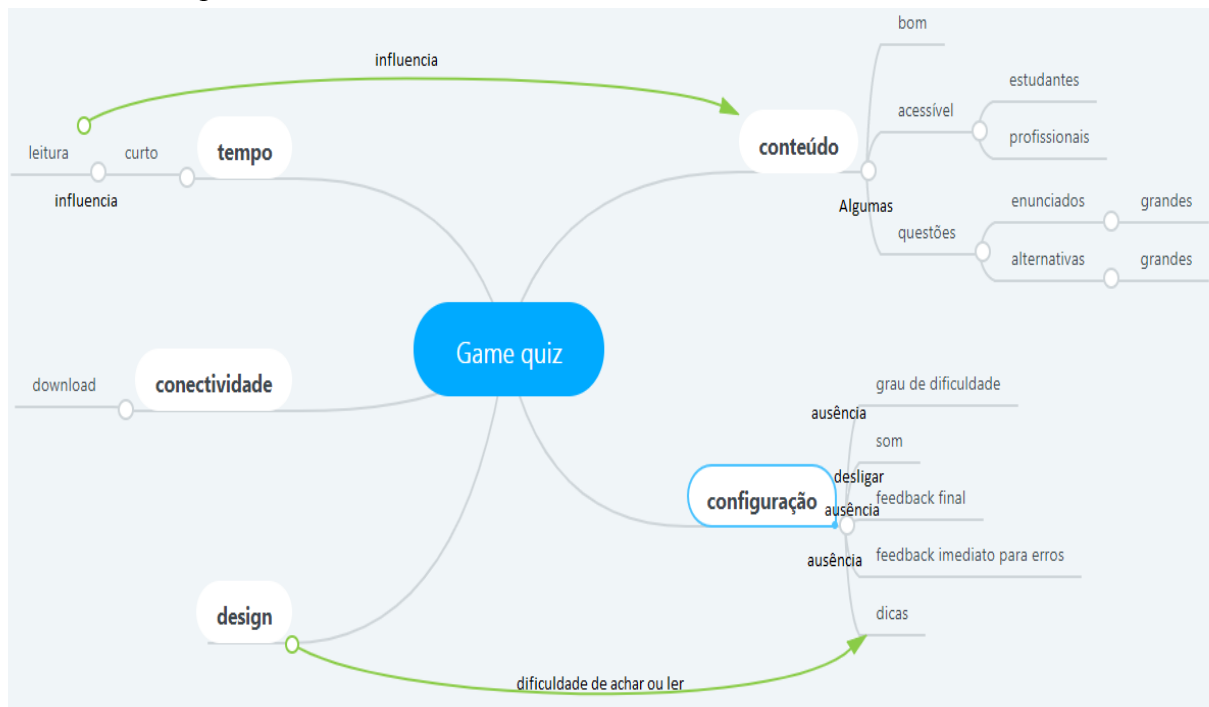 bom
influencia
estudantes
acessível
profissionais
conteúdo
leitura
curto
tempo
influencia
Algumas
enunciados
grandes
questões
alternativas
grandes
Game quiz
download
conectividade
grau de dificuldade
ausência
som
desligar
configuração
ausência
feedback final
ausência
feedback imediato para erros
dicas
design
dificuldade de achar ou ler